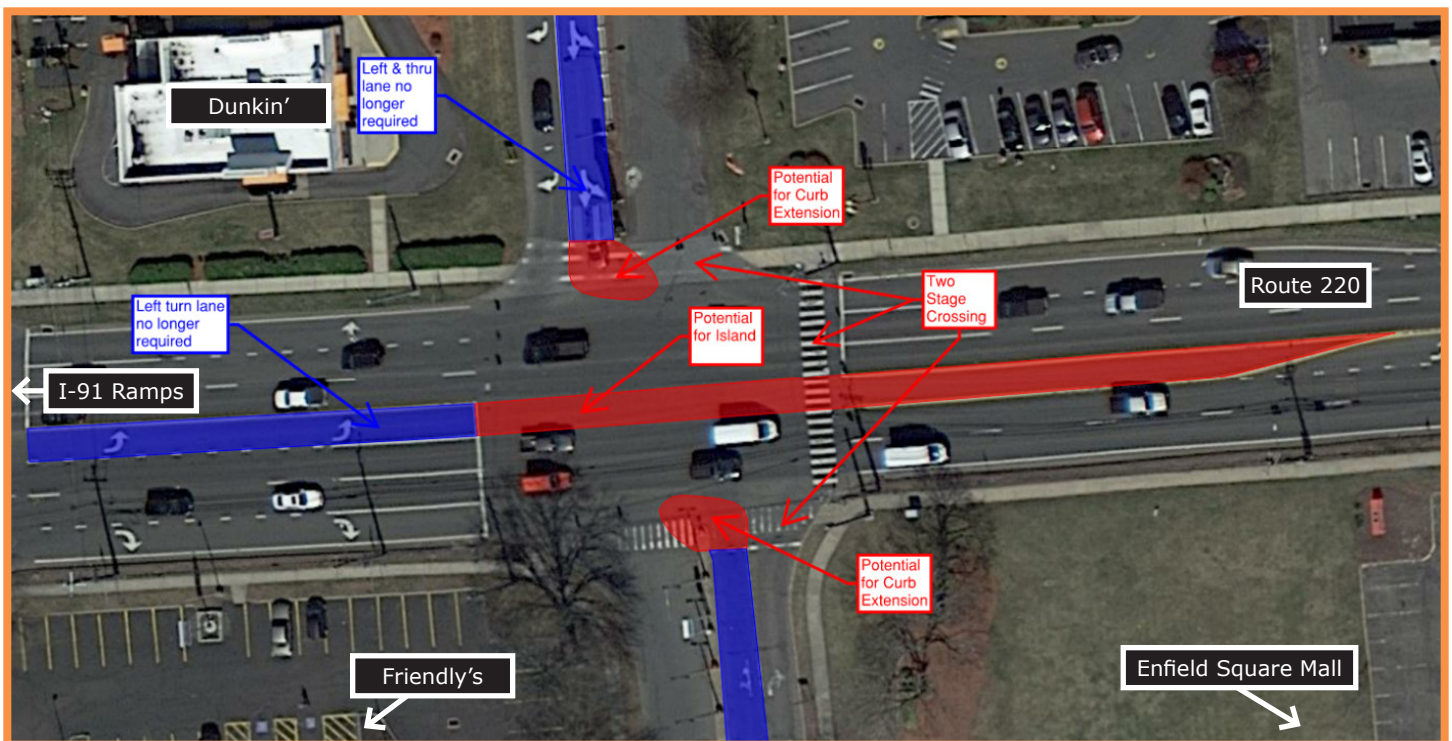 Dunkin'
Left & thru
lane no
longer
required
Potential
for Curb
Extension
Left turn lane
no longer
required
Potential
for Island
Two
Stage
Crossing
Route 220
I-91 Ramps
Potential
for Curb
Extension
Friendly's
Enfield Square Mall